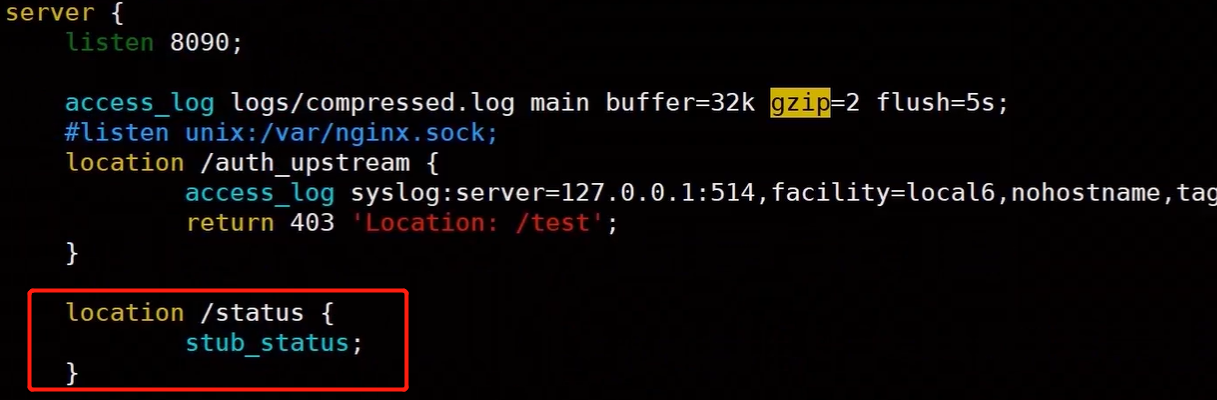 server {
listen 8090;
access_log logs/compressed.log main buffer=32k gzip=2 flush=5s;
#listen unix:/var/nginx.sock;
location /auth_upstream {
access_log syslog:server=127.0.0.1:514,facility=local6,nohostname,tag
return 403 'Location: /test';
}
location /status {
stub_status;
}